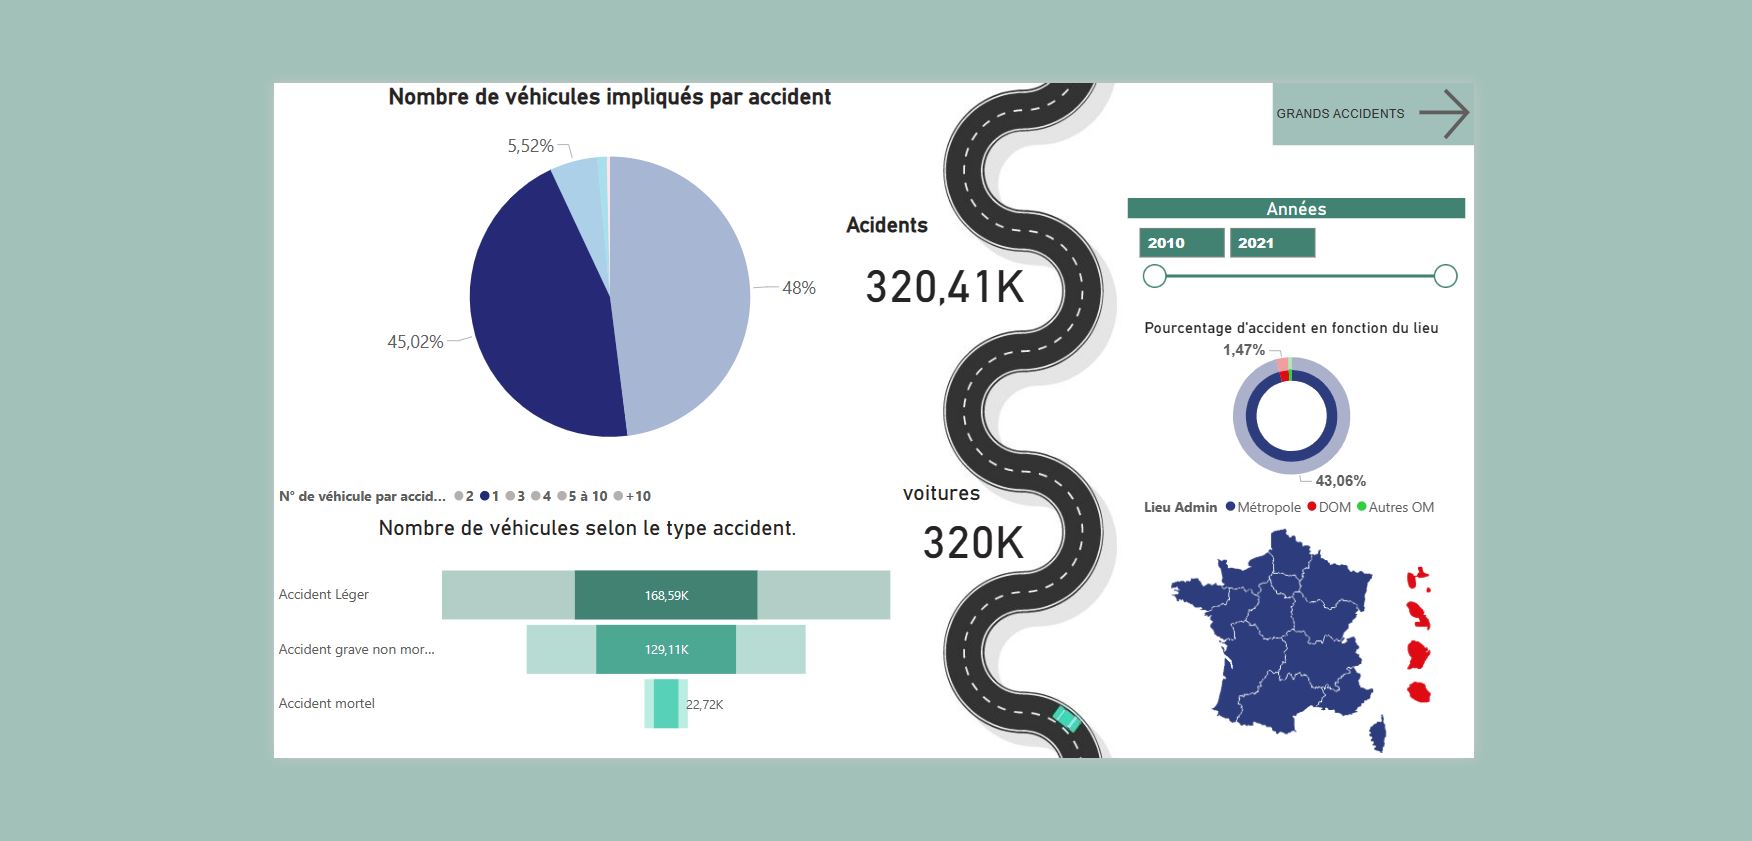 Nombre de véhicules impliqués par accident
5,52%
48%
45,02%
N° de véhicule par accid... 2 1 3 4 5 à 10 +10
Nombre de véhicules selon le type accident.
Accident Léger 168,59K
Accident grave non mor... 129,11K
Accident mortel 22,72K
Acidents
320,41K
voitures
320K
GRANDS ACCIDENTS
Années
2010 2021
Pourcentage d'accident en fonction du lieu
1,47%
43,06%
Lieu Admin Métropole DOM Autres OM